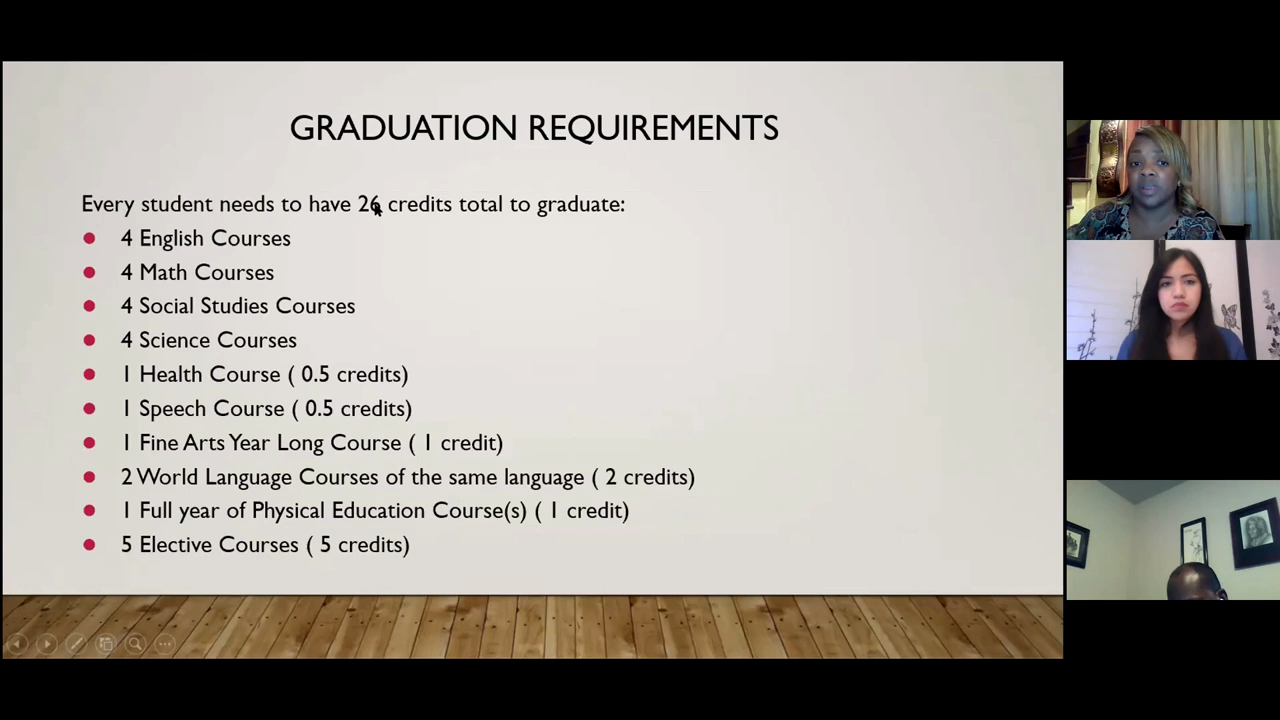 GRADUATION REQUIREMENTS
Every student needs to have 26 credits total to graduate:
4 English Courses
4 Math Courses
4 Social Studies Courses
4 Science Courses
1 Health Course ( 0.5 credits)
1 Speech Course ( 0.5 credits)
1 Fine Arts Year Long Course ( 1 credit)
2 World Language Courses of the same language ( 2 credits)
1 Full year of Physical Education Course(s) ( 1 credit)
5 Elective Courses ( 5 credits)